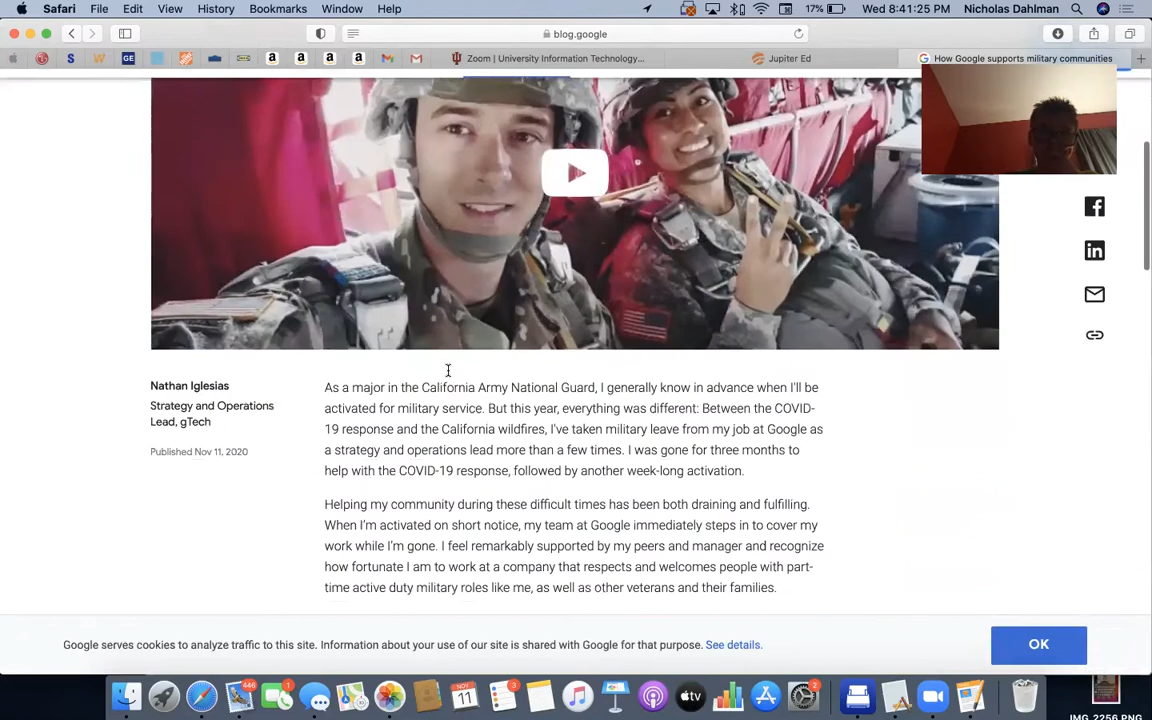 Safari File Edit View History Bookmarks Window Help 17% Wed 8:41:25 PM Nicholas Dahlman
blog.google
Zoom | University Information Technology... Jupiter Ed How Google supports military communities
Nathan Iglesias
Strategy and Operations
Lead, gTech
Published Nov 11, 2020
As a major in the California Army National Guard, I generally know in advance when I'll be
activated for military service. But this year, everything was different: Between the COVID-
19 response and the California wildfires, I've taken military leave from my job at Google as
a strategy and operations lead more than a few times. I was gone for three months to
help with the COVID-19 response, followed by another week-long activation.
Helping my community during these difficult times has been both draining and fulfilling.
When I'm activated on short notice, my team at Google immediately steps in to cover my
work while I'm gone. I feel remarkably supported by my peers and manager and recognize
how fortunate I am to work at a company that respects and welcomes people with part-
time active duty military roles like me, as well as other veterans and their families.
Google serves cookies to analyze traffic to this site. Information about your use of our site is shared with Google for that purpose. See details.
OK
446 1 NOV 11 3 tv 2
IMG_2256.PNG